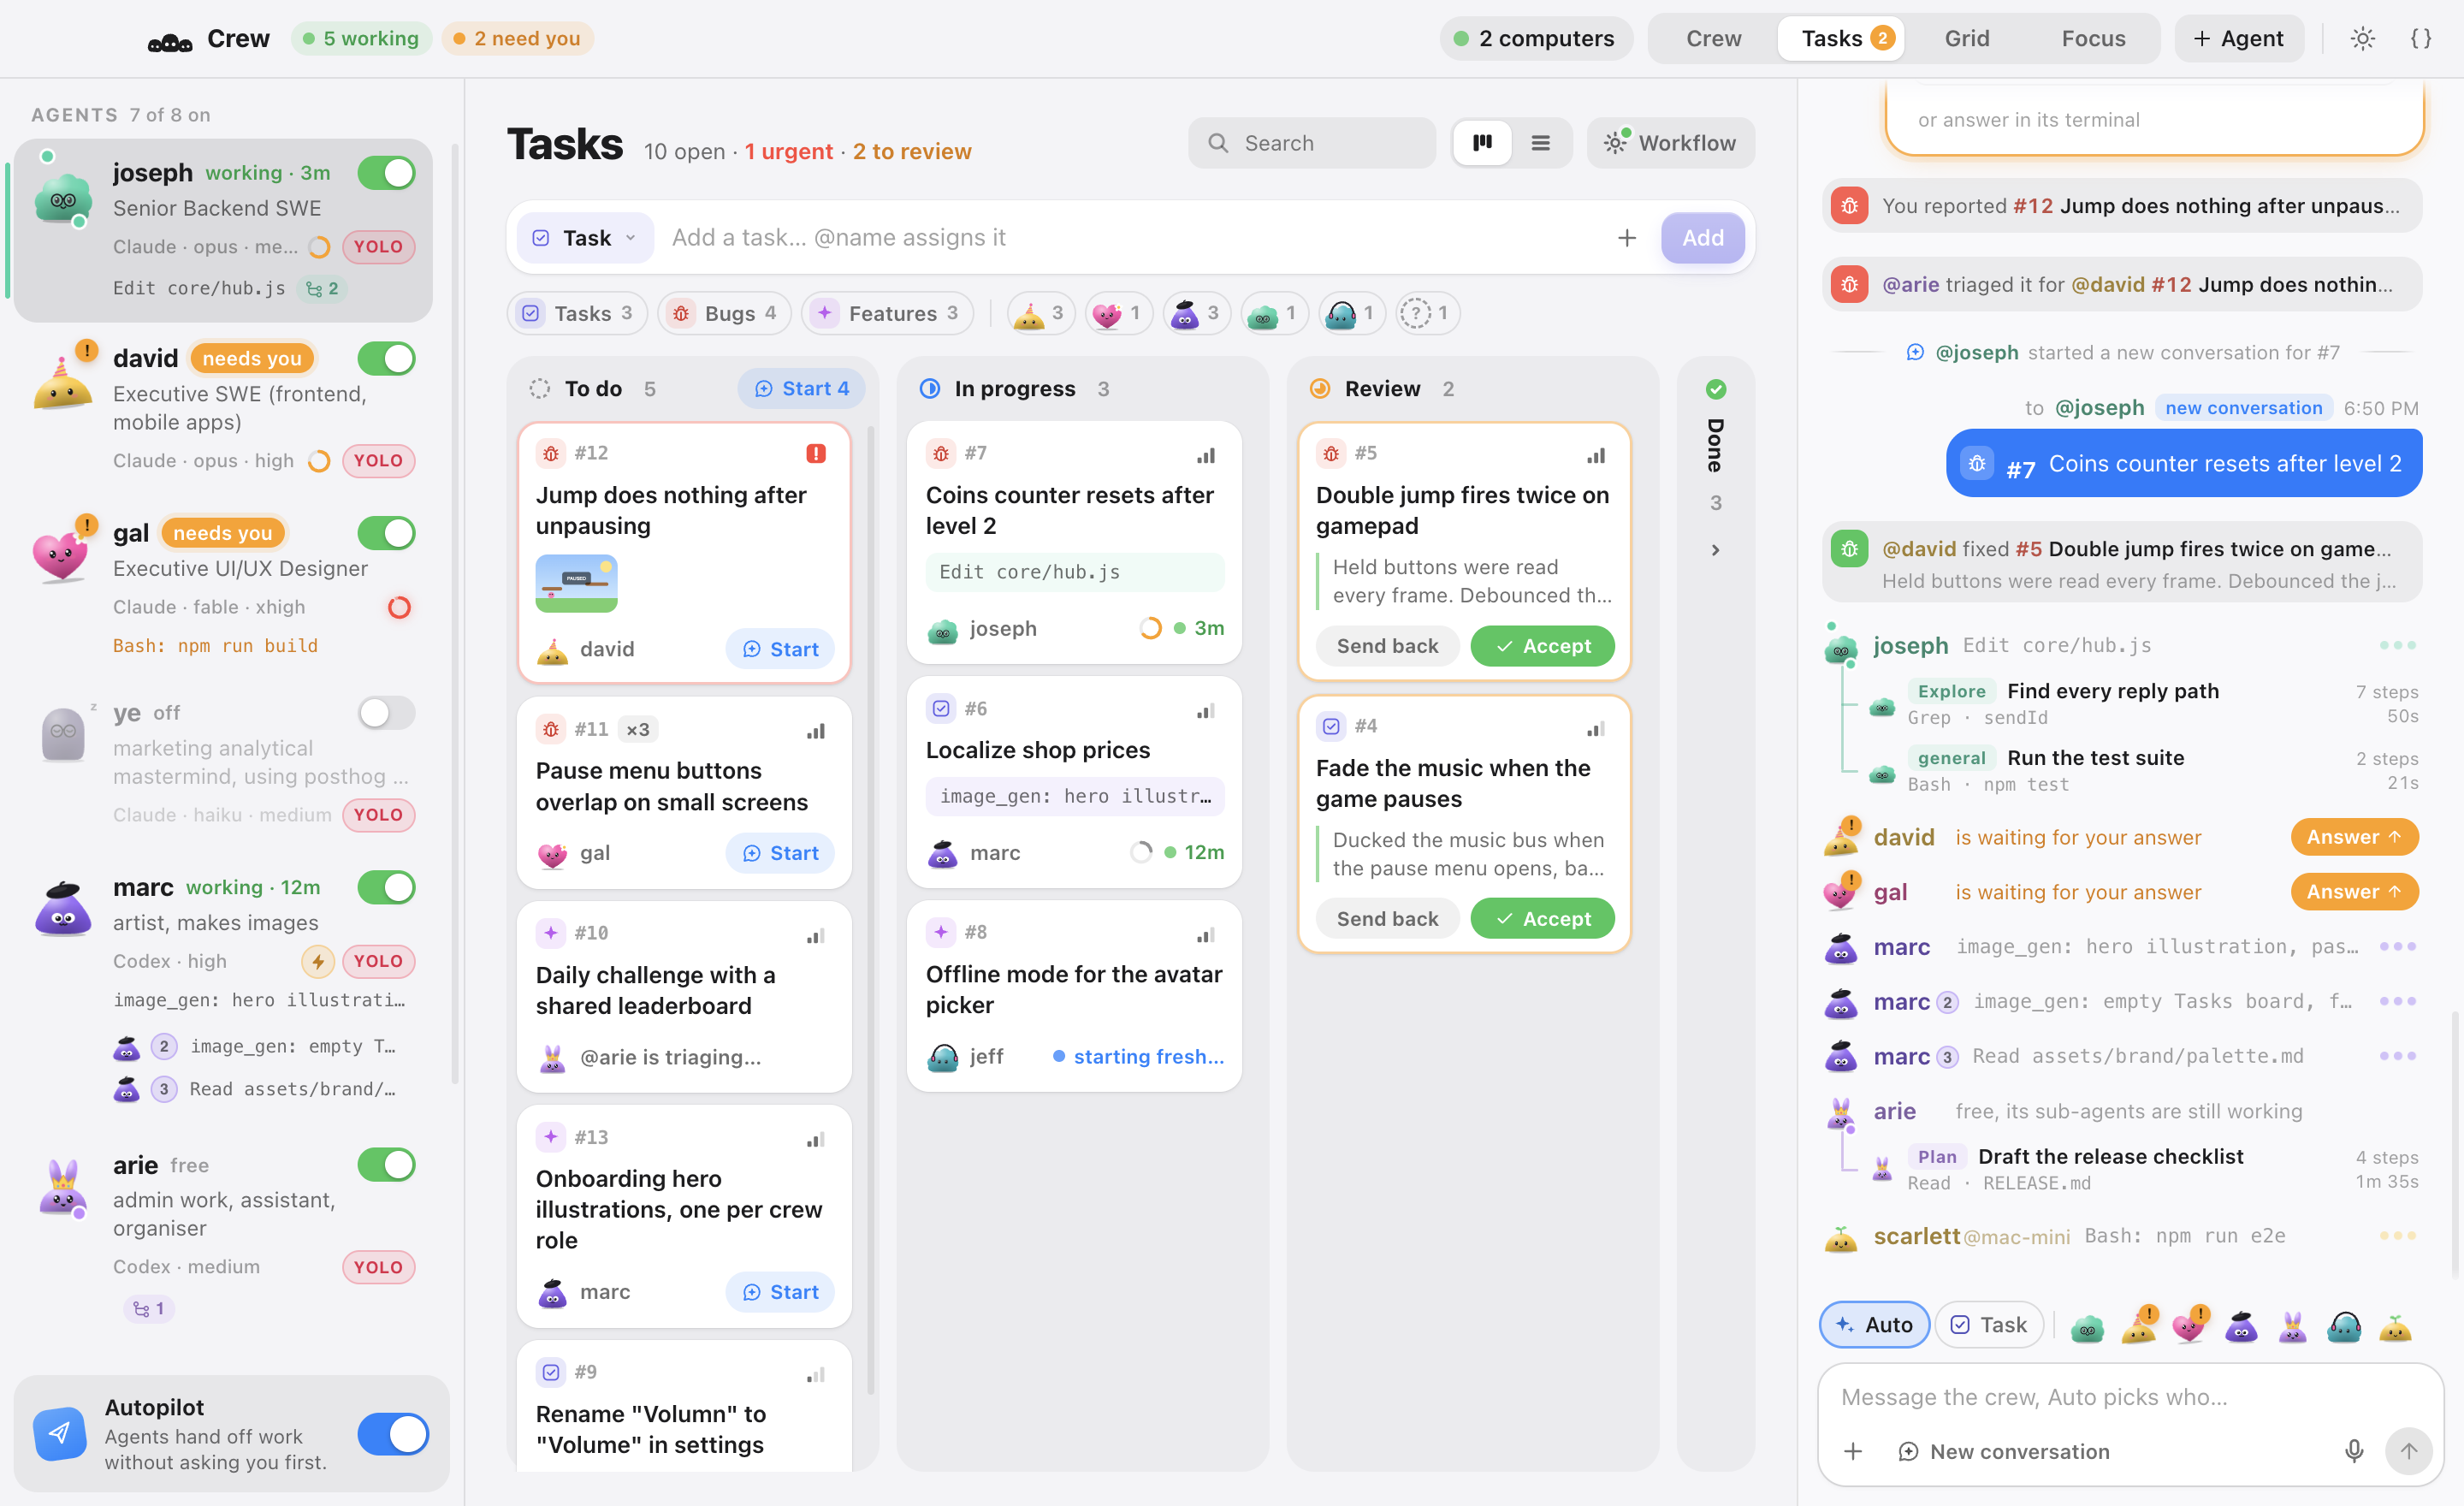 Crew
5 working
2 need you
2 computers
Crew
Tasks 2
Grid
Focus
+ Agent
{ }
AGENTS 7 of 8 on
joseph working · 3m
Senior Backend SWE
Claude · opus · me... YOLO
Edit core/hub.js 2
! david needs you
Executive SWE (frontend,
mobile apps)
Claude · opus · high YOLO
! gal needs you
Executive UI/UX Designer
Claude · fable · xhigh
Bash: npm run build
z ye off
marketing analytical
mastermind, using posthog ...
Claude · haiku · medium YOLO
marc working · 12m
artist, makes images
Codex · high YOLO
image_gen: hero illustrati...
2 image_gen: empty T...
3 Read assets/brand/...
arie free
admin work, assistant,
organiser
Codex · medium YOLO
1
Autopilot
Agents hand off work
without asking you first.
Tasks 10 open · 1 urgent · 2 to review
Search
Workflow
Task Add a task... @name assigns it + Add
Tasks 3
Bugs 4
Features 3
3
1
3
1
1
? 1
To do 5 Start 4
#12 !
Jump does nothing after
unpausing
PAUSED
david Start
#11 ×3
Pause menu buttons
overlap on small screens
gal Start
#10
Daily challenge with a
shared leaderboard
@arie is triaging...
#13
Onboarding hero
illustrations, one per crew
role
marc Start
#9
Rename "Volumn" to
"Volume" in settings
In progress 3
#7
Coins counter resets after
level 2
Edit core/hub.js
joseph 3m
#6
Localize shop prices
image_gen: hero illustr...
marc 12m
#8
Offline mode for the avatar
picker
jeff starting fresh...
Review 2
#5
Double jump fires twice on
gamepad
Held buttons were read
every frame. Debounced th...
Send back Accept
#4
Fade the music when the
game pauses
Ducked the music bus when
the pause menu opens, ba...
Send back Accept
Done
3
or answer in its terminal
You reported #12 Jump does nothing after unpaus...
@arie triaged it for @david #12 Jump does nothin...
@joseph started a new conversation for #7
to @joseph new conversation 6:50 PM
#7 Coins counter resets after level 2
@david fixed #5 Double jump fires twice on game...
Held buttons were read every frame. Debounced the j...
joseph Edit core/hub.js
Explore Find every reply path 7 steps
Grep · sendId 50s
general Run the test suite 2 steps
Bash · npm test 21s
! david is waiting for your answer Answer ↑
! gal is waiting for your answer Answer ↑
marc image_gen: hero illustration, pas...
marc 2 image_gen: empty Tasks board, f...
marc 3 Read assets/brand/palette.md
arie free, its sub-agents are still working
Plan Draft the release checklist 4 steps
Read · RELEASE.md 1m 35s
scarlett@mac-mini Bash: npm run e2e
Auto
Task
! !
Message the crew, Auto picks who...
+ New conversation